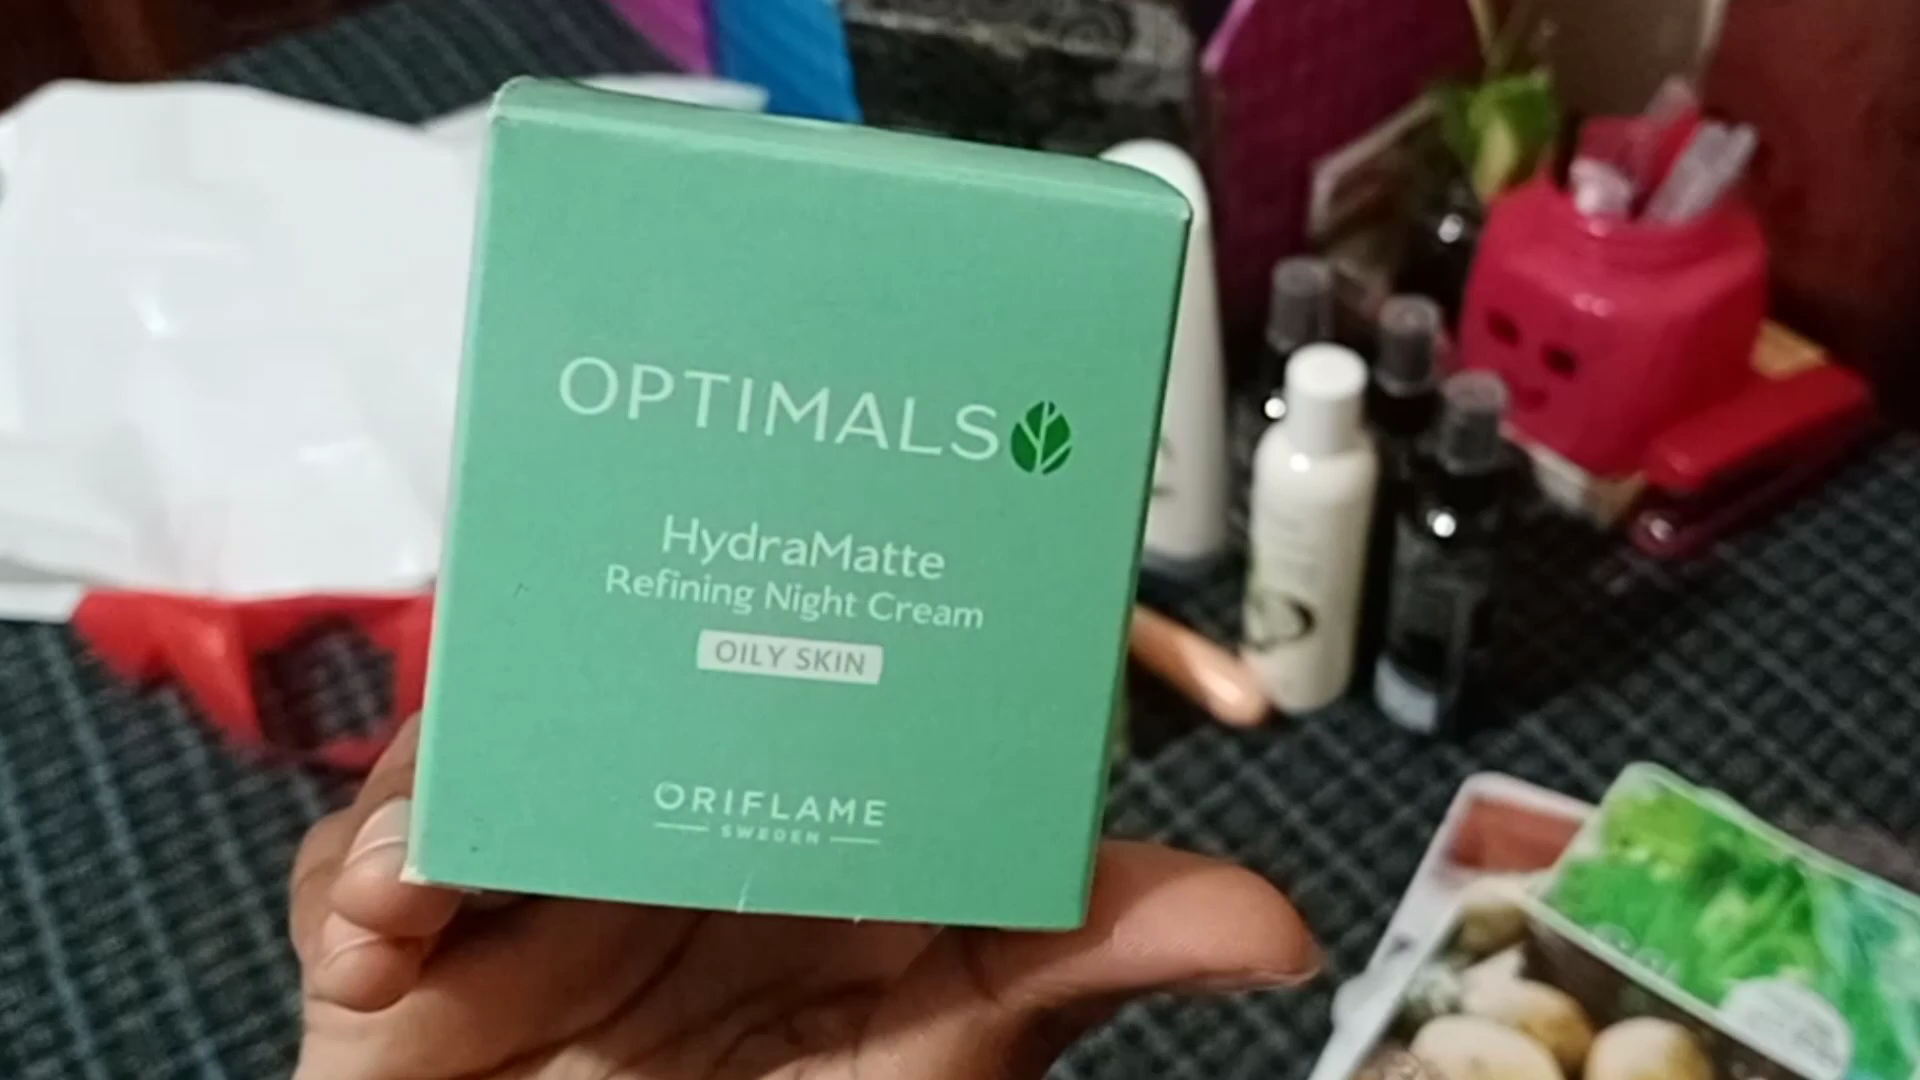 OPTIMALS
HydraMatte
Refining Night Cream
OILY SKIN
ORIFLAME
SWEDEN